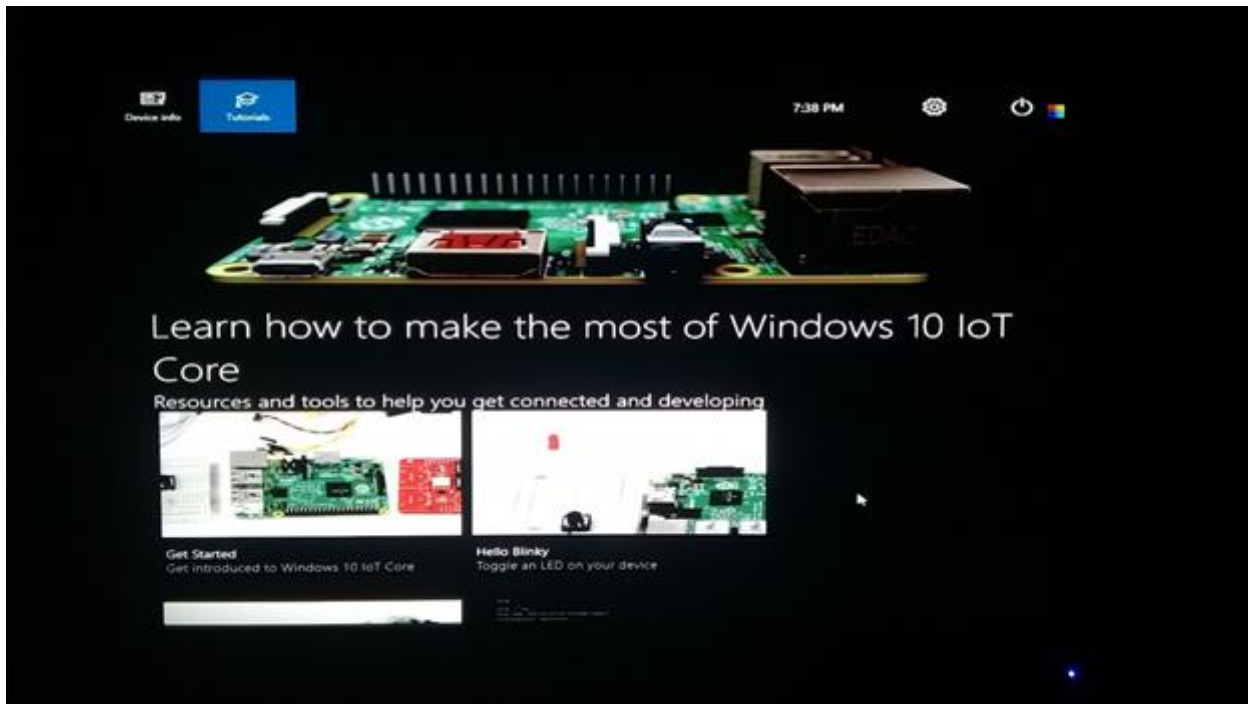 Device info
Tutorials
7:38 PM
EDAC
Learn how to make the most of Windows 10 IoT
Core
Resources and tools to help you get connected and developing
Get Started
Get introduced to Windows 10 IoT Core
Hello Blinky
Toggle an LED on your device